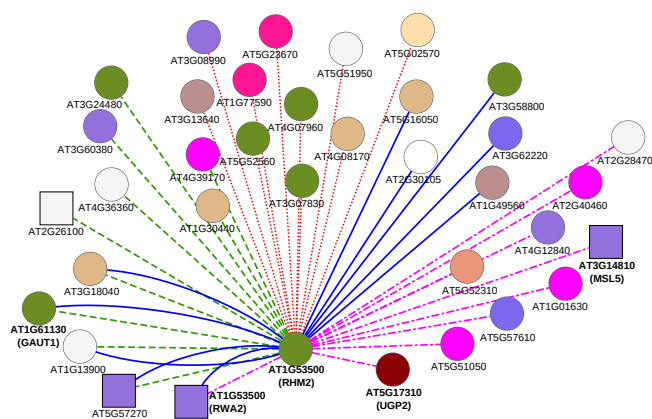 AT5G23670
AT5G02570
AT3G08990
AT5G51950
AT1G77590
AT3G24480
AT3G58800
AT3G13640
AT4G07960
AT5G16050
AT3G60380
AT5G52560
AT4G08170
AT3G62220
AT2G28470
AT4G39170
AT2G30105
AT4G36360
AT3G07830
AT1G49560
AT2G40460
AT2G26100
AT1G30440
AT4G12840
AT3G14810
(MSL5)
AT3G18040
AT5G52310
AT1G01630
AT1G61130
(GAUT1)
AT5G57610
AT1G13900
AT1G53500
(RHM2)
AT5G51050
AT5G57270
AT1G53500
(RWA2)
AT5G17310
(UGP2)